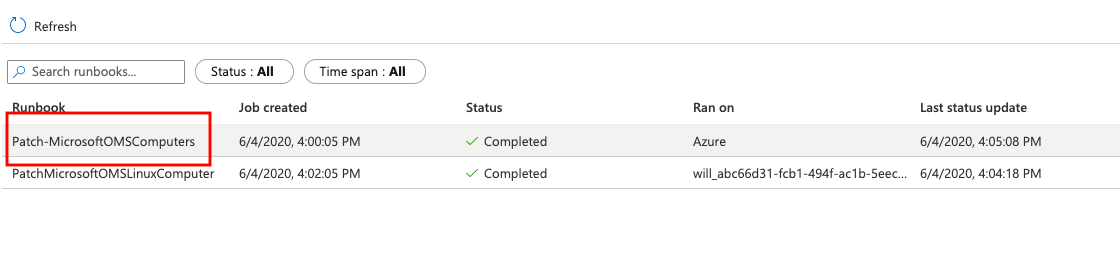 Refresh
Search runbooks... Status : All Time span : All
Runbook Job created Status Ran on Last status update
Patch-MicrosoftOMSComputers 6/4/2020, 4:00:05 PM Completed Azure 6/4/2020, 4:05:08 PM
PatchMicrosoftOMSLinuxComputer 6/4/2020, 4:02:05 PM Completed will_abc66d31-fcb1-494f-ac1b-5eec... 6/4/2020, 4:04:18 PM